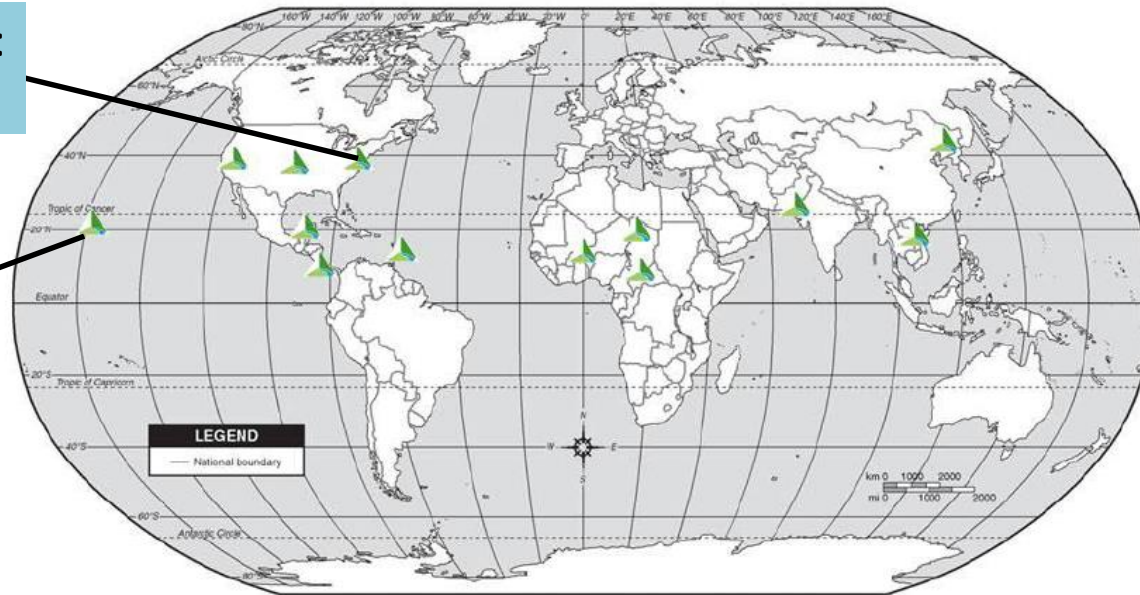 :
160°W 140°W 120°W 100°W 80°W 60°W 40°W 20°W 0° 20°E 40°E 60°E 80°E 100°E 120°E 140°E 160°E
80°N
Arctic Circle
60°N
40°N
Tropic of Cancer
20°N
Equator
20°S
Tropic of Capricorn
LEGEND
National boundary
N
W E
S
40°S
km 0 1000 2000
mi 0 1000 2000
60°S
Antarctic Circle
80°S